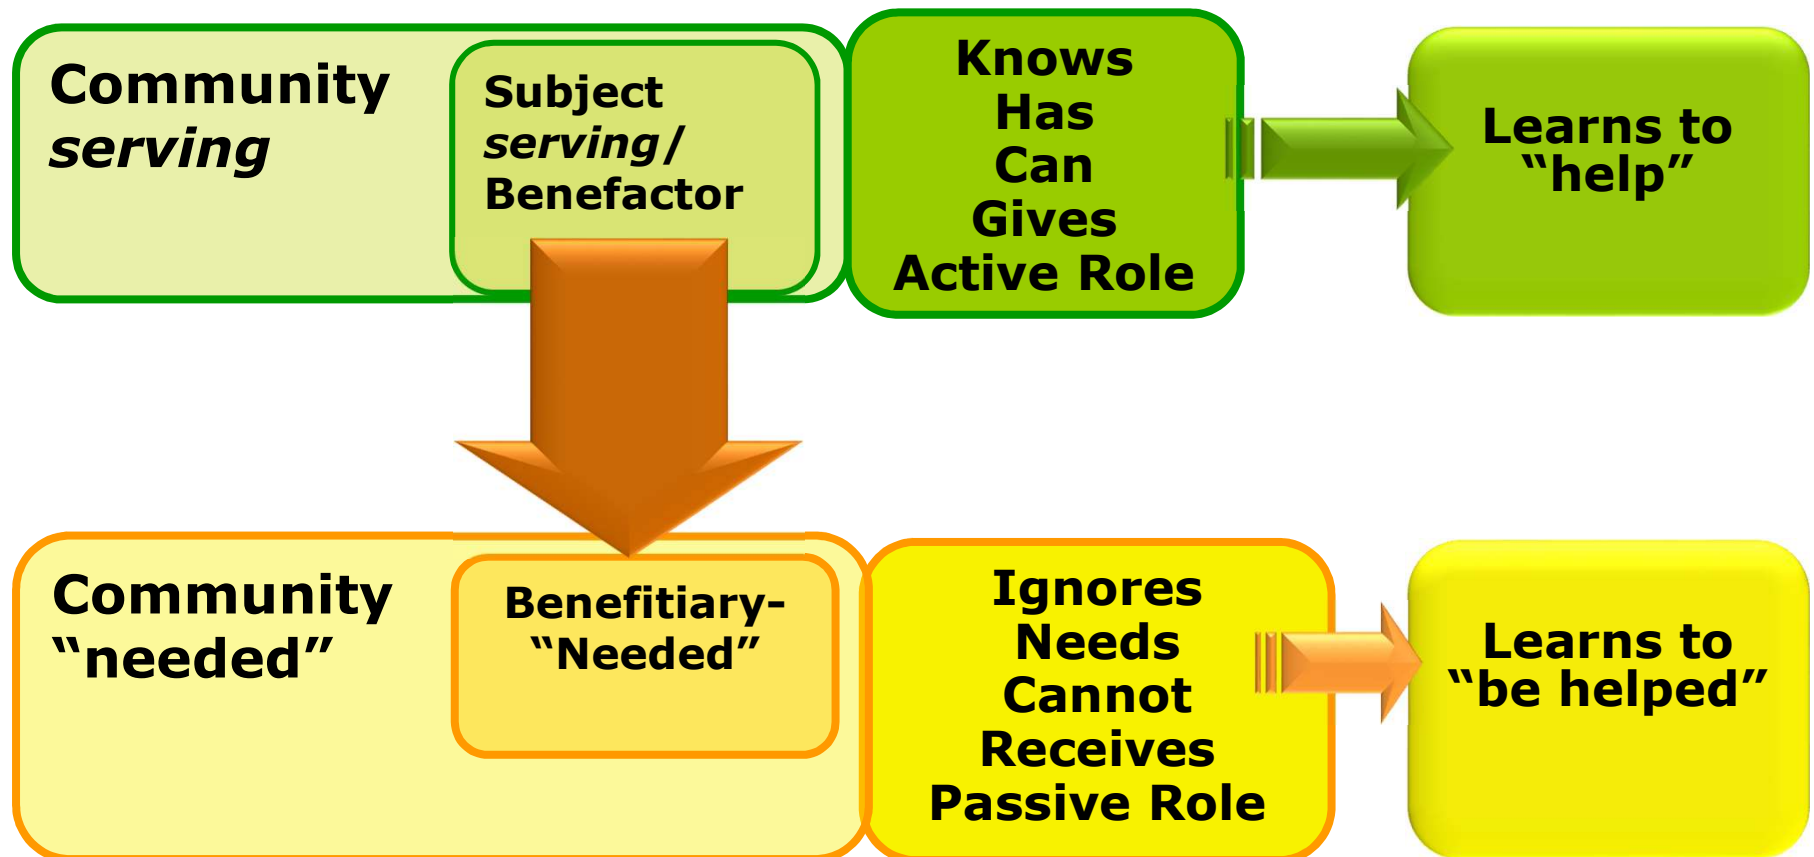 Community
serving
Subject
serving/
Benefactor
Knows
Has
Can
Gives
Active Role
Learns to
“help”
Community
“needed”
Benefitiary-
“Needed”
Ignores
Needs
Cannot
Receives
Passive Role
Learns to
“be helped”